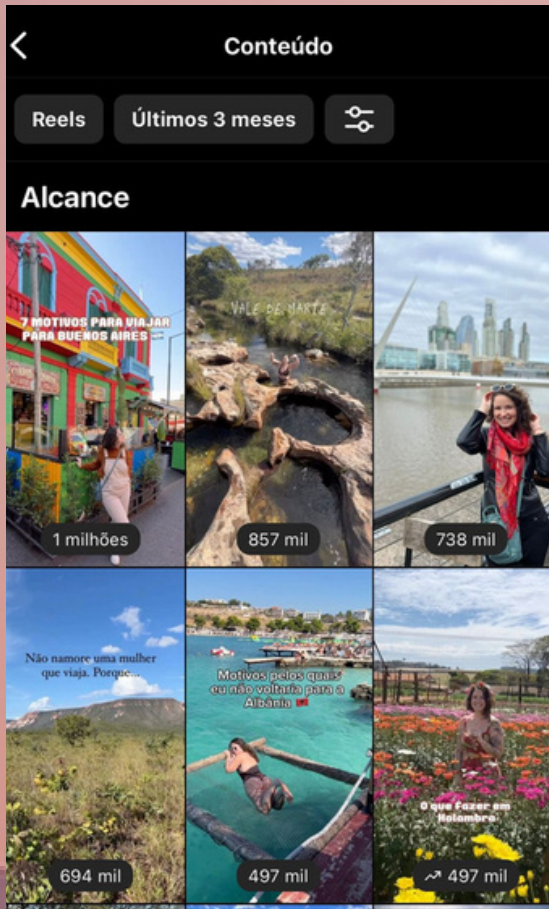 Conteúdo
Reels
Últimos 3 meses
Alcance
7 MOTIVOS PARA VIAJAR
PARA BUENOS AIRES
1 milhões
VALE DE MARTE
857 mil
738 mil
Não namore uma mulher
que viaja. Porque...
694 mil
Motivos pelos quais
eu não voltaria para a
Albânia
497 mil
O que fazer em
Holambra
497 mil